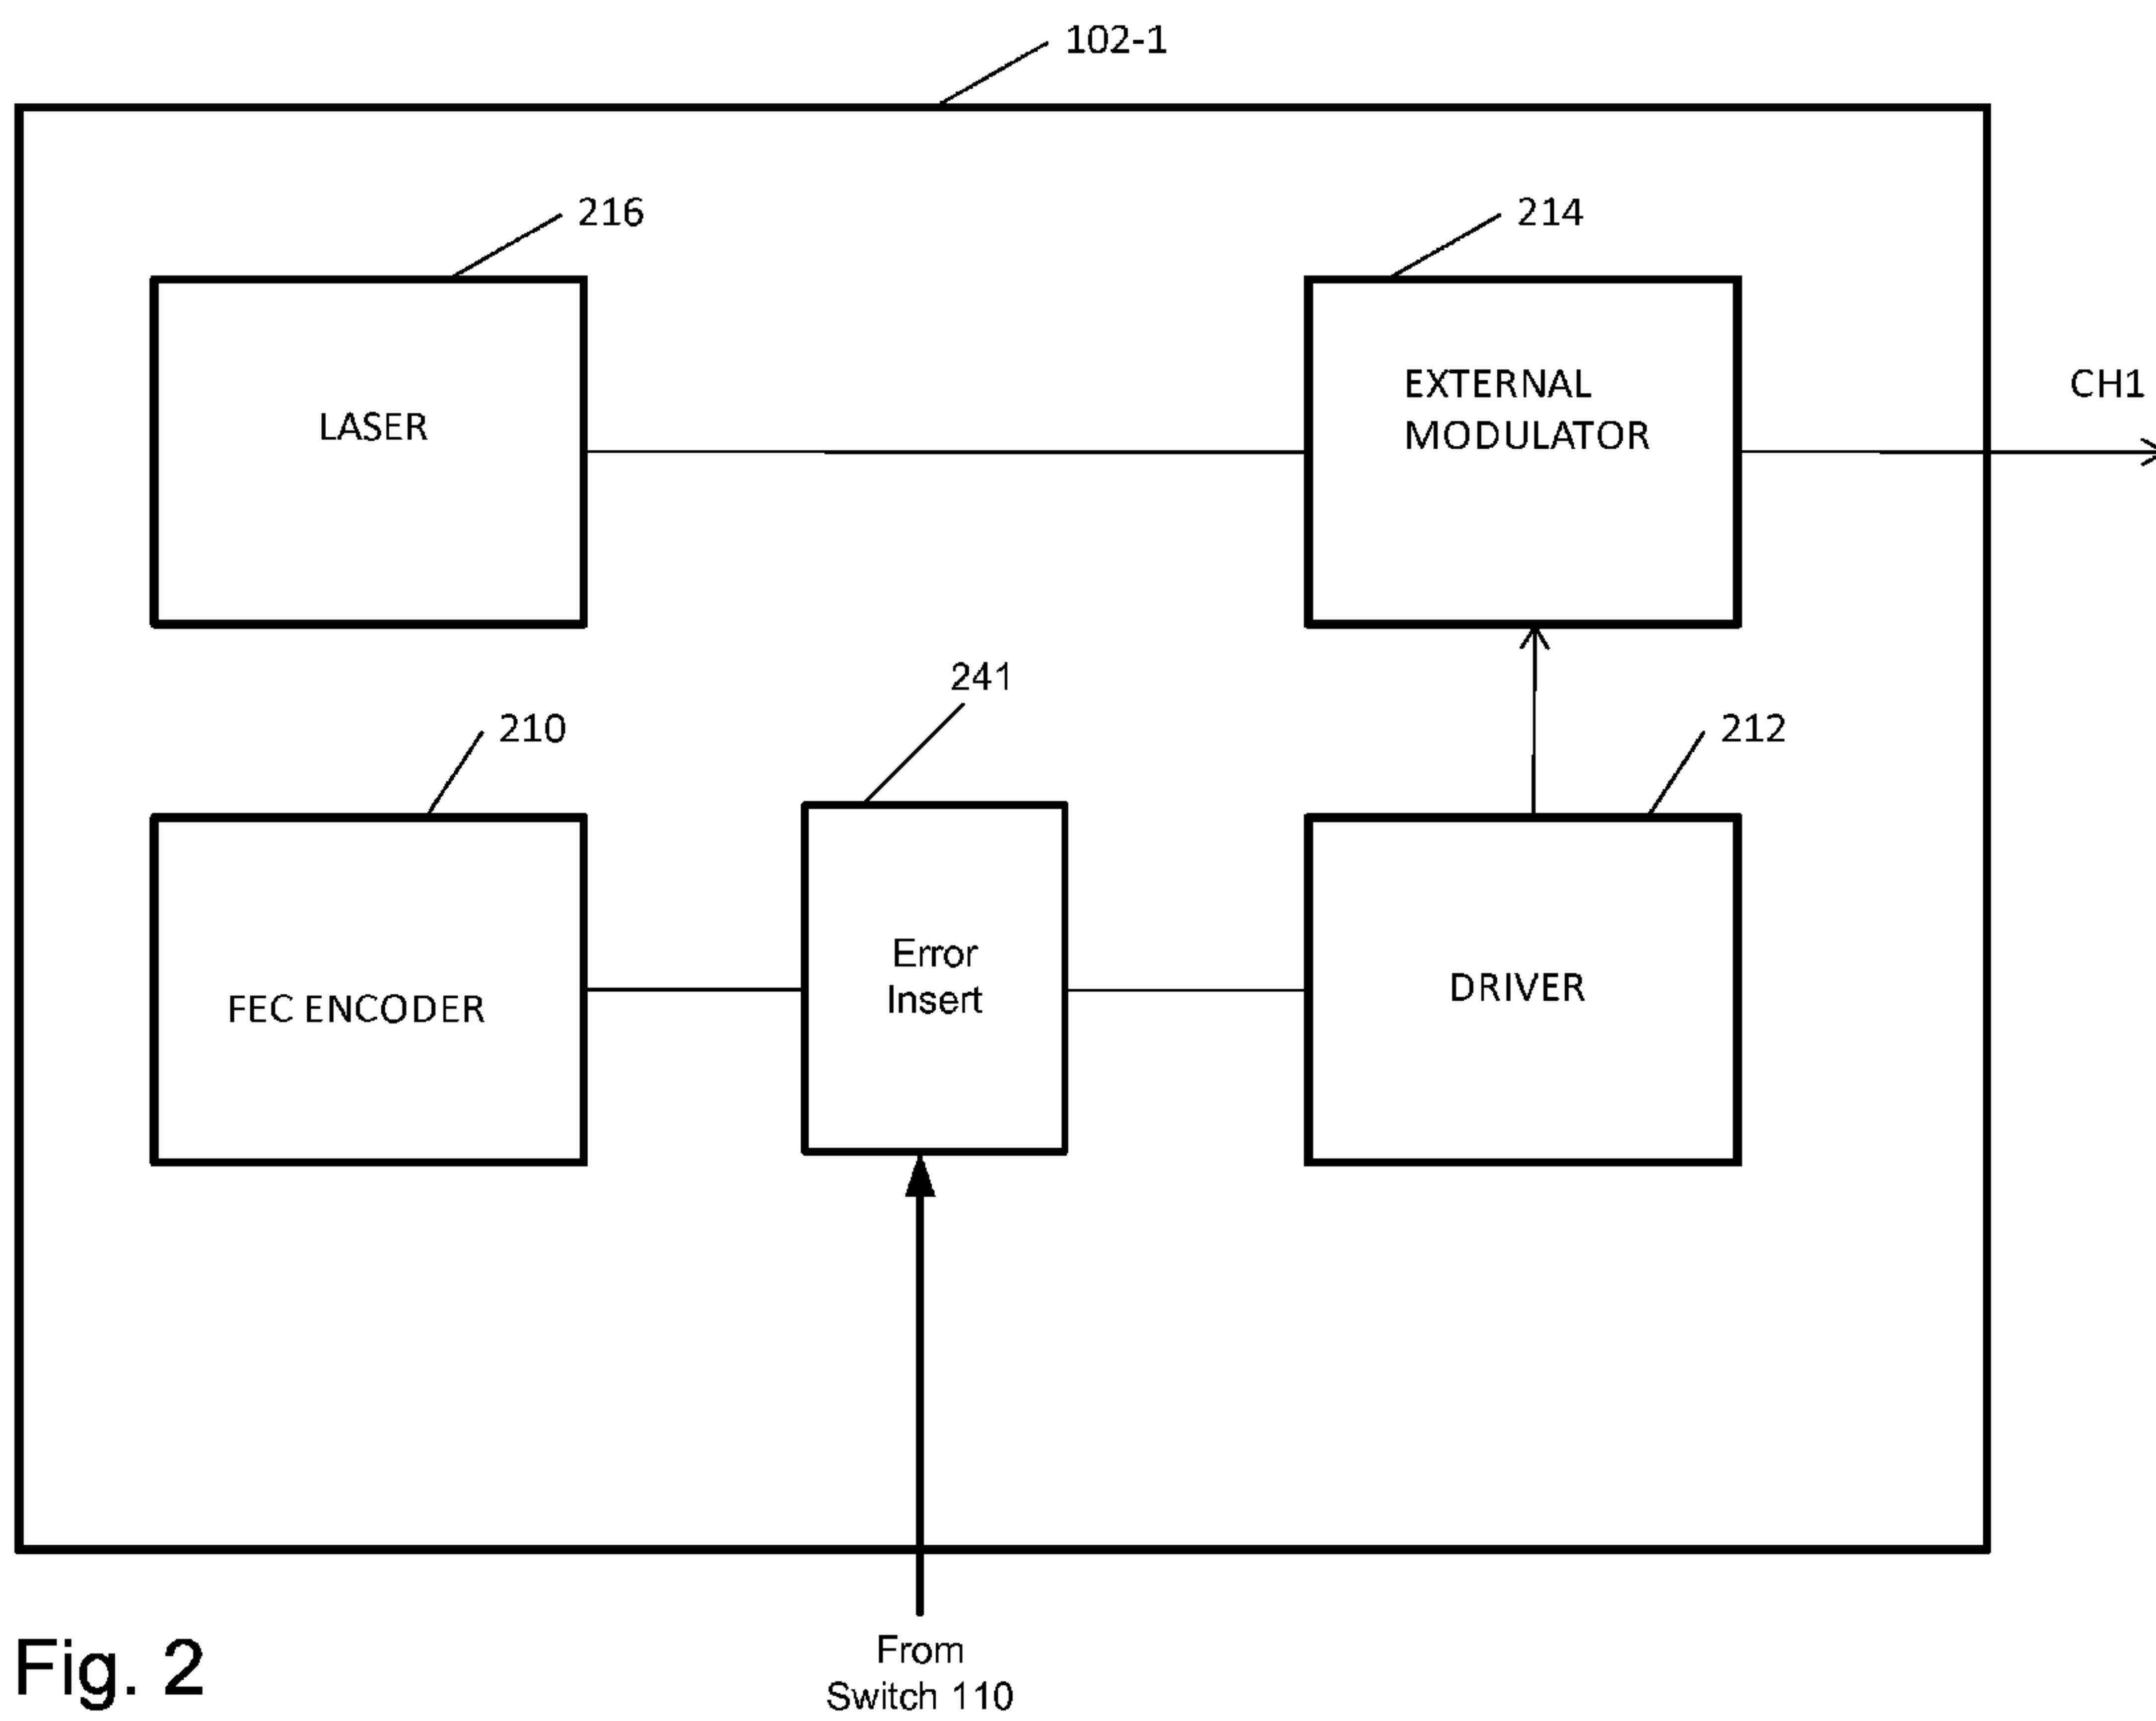 102-1
216
214
LASER
EXTERNAL
MODULATOR
CH1
241
210
212
FEC ENCODER
Error
Insert
DRIVER
From
Switch 110
Fig. 2